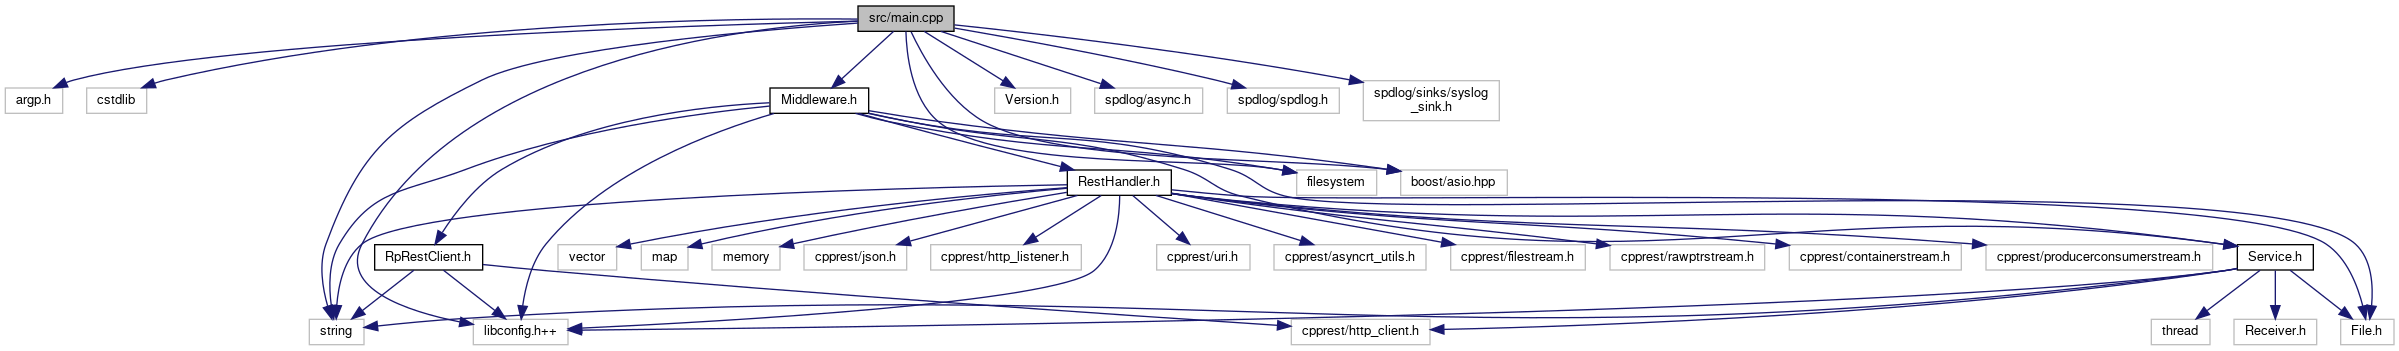 src/main.cpp
argp.h
cstdlib
Middleware.h
Version.h
spdlog/async.h
spdlog/spdlog.h
spdlog/sinks/syslog
_sink.h
RestHandler.h
filesystem
boost/asio.hpp
RpRestClient.h
vector
map
memory
cpprest/json.h
cpprest/http_listener.h
cpprest/uri.h
cpprest/asyncrt_utils.h
cpprest/filestream.h
cpprest/rawptrstream.h
cpprest/containerstream.h
cpprest/producerconsumerstream.h
Service.h
string
libconfig.h++
cpprest/http_client.h
thread
Receiver.h
File.h